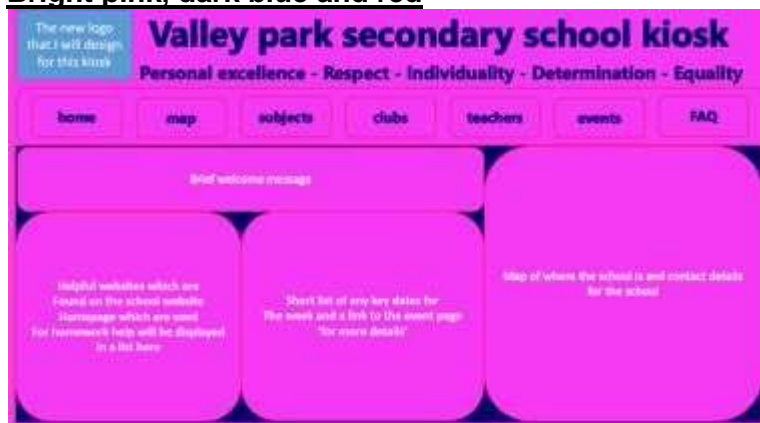 Bright pink, dark blue and red
The new logo
that I will design
for this kiosk
Valley park secondary school kiosk
Personal excellence - Respect - Individuality - Determination - Equality
home
map
subjects
clubs
teachers
events
FAQ
Brief welcome message
Helpful websites which are
Found on the school website
Homepage which are used
For homework help will be displayed
In a list here
Short list of any key dates for
The week and a link to the event page
'for more details'
Map of where the school is and contact details
for the school